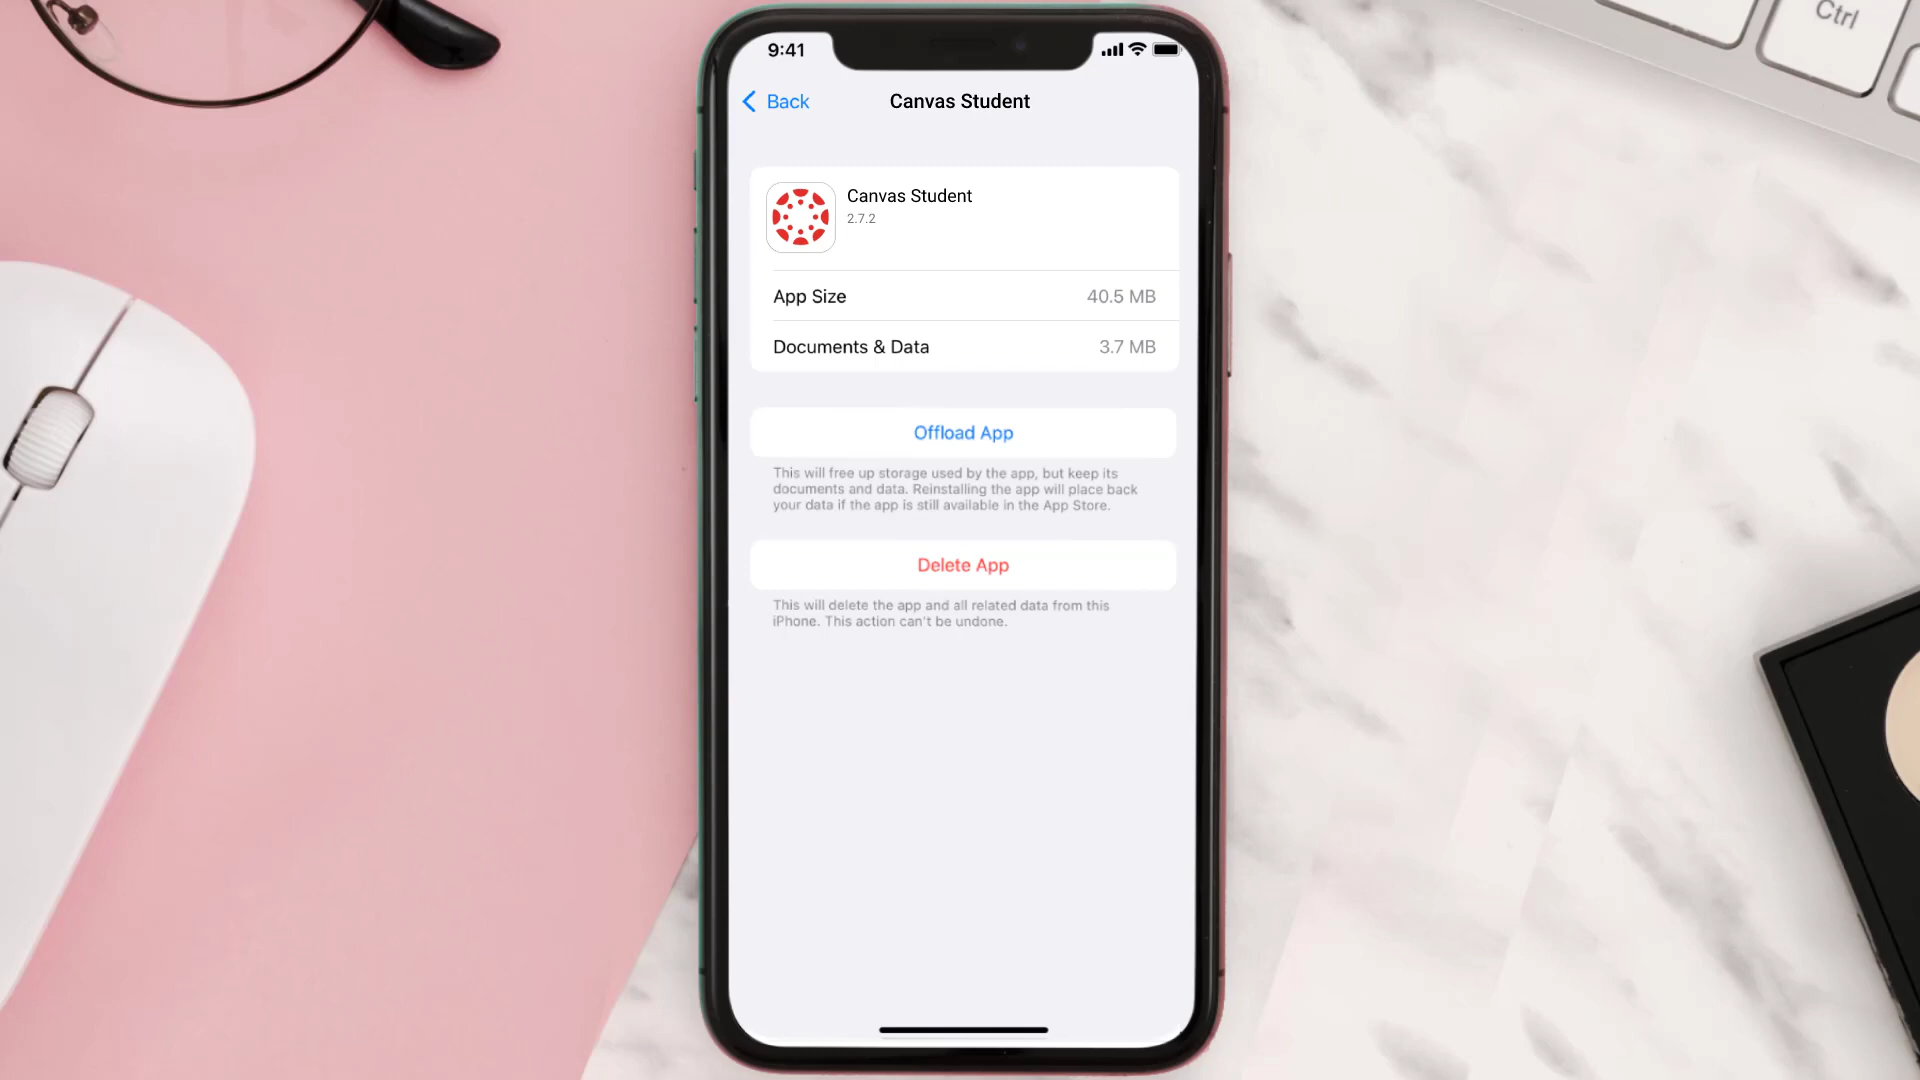 Ctrl
9:41
Back
Canvas Student
Canvas Student
2.7.2
App Size
40.5 MB
Documents & Data
3.7 MB
Offload App
This will free up storage used by the app, but keep its
documents and data. Reinstalling the app will place back
your data if the app is still available in the App Store.
Delete App
This will delete the app and all related data from this
iPhone. This action can't be undone.